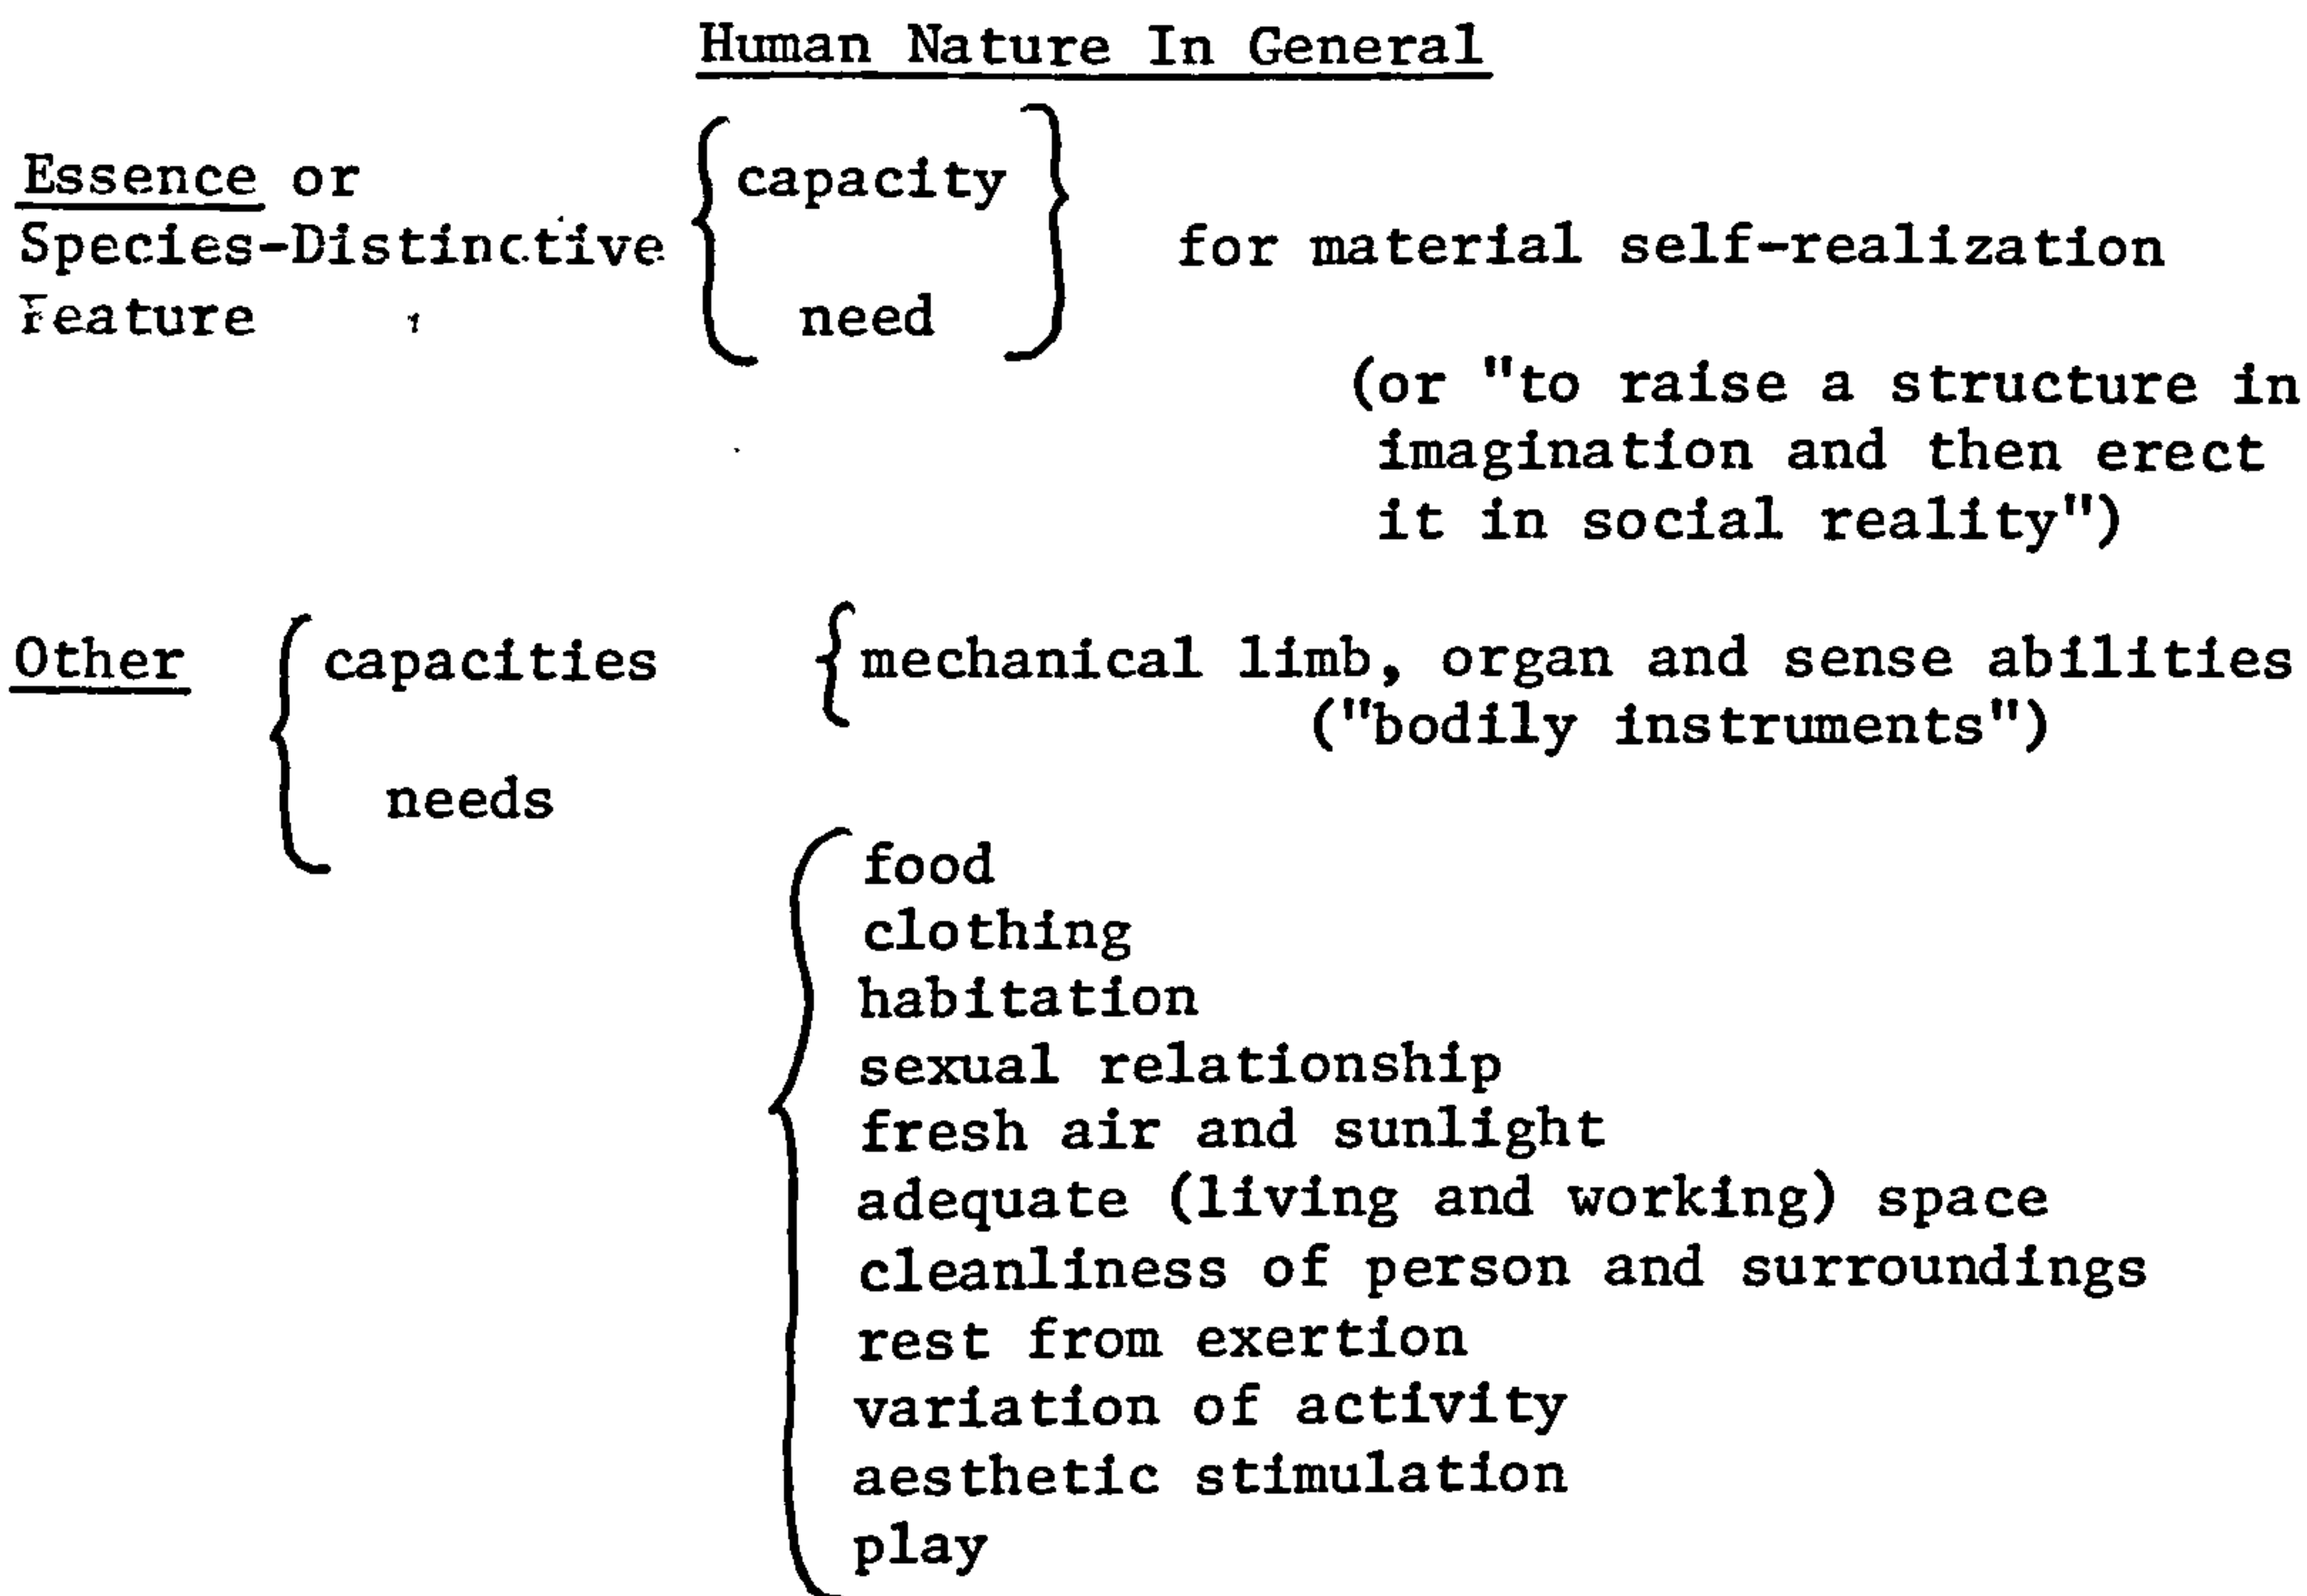 Human Nature In General
Essence or
Species-Distinctive
Feature
capacity
need
for material self-realization
(or "to raise a structure in
imagination and then erect
it in social reality")
Other
capacities
mechanical limb, organ and sense abilities
("bodily instruments")
needs
food
clothing
habitation
sexual relationship
fresh air and sunlight
adequate (living and working) space
cleanliness of person and surroundings
rest from exertion
variation of activity
aesthetic stimulation
play